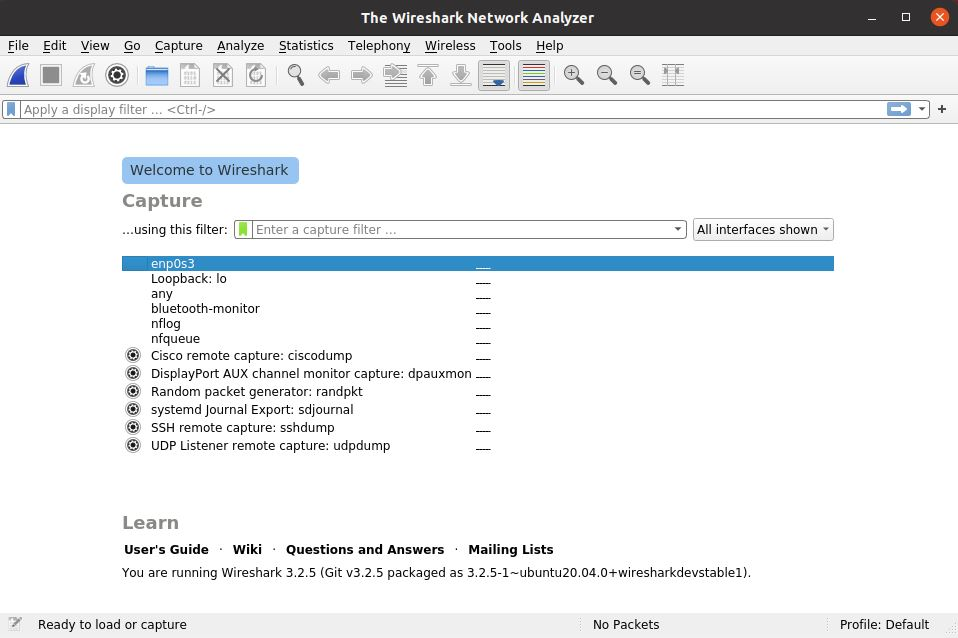 The Wireshark Network Analyzer
File Edit View Go Capture Analyze Statistics Telephony Wireless Tools Help
Apply a display filter ... <Ctrl-/>
+
Welcome to Wireshark
Capture
...using this filter: Enter a capture filter ... All interfaces shown
enp0s3
Loopback: lo
any
bluetooth-monitor
nflog
nfqueue
Cisco remote capture: ciscodump
DisplayPort AUX channel monitor capture: dpauxmon
Random packet generator: randpkt
systemd Journal Export: sdjournal
SSH remote capture: sshdump
UDP Listener remote capture: udpdump
Learn
User's Guide · Wiki · Questions and Answers · Mailing Lists
You are running Wireshark 3.2.5 (Git v3.2.5 packaged as 3.2.5-1~ubuntu20.04.0+wiresharkdevstable1).
Ready to load or capture No Packets Profile: Default